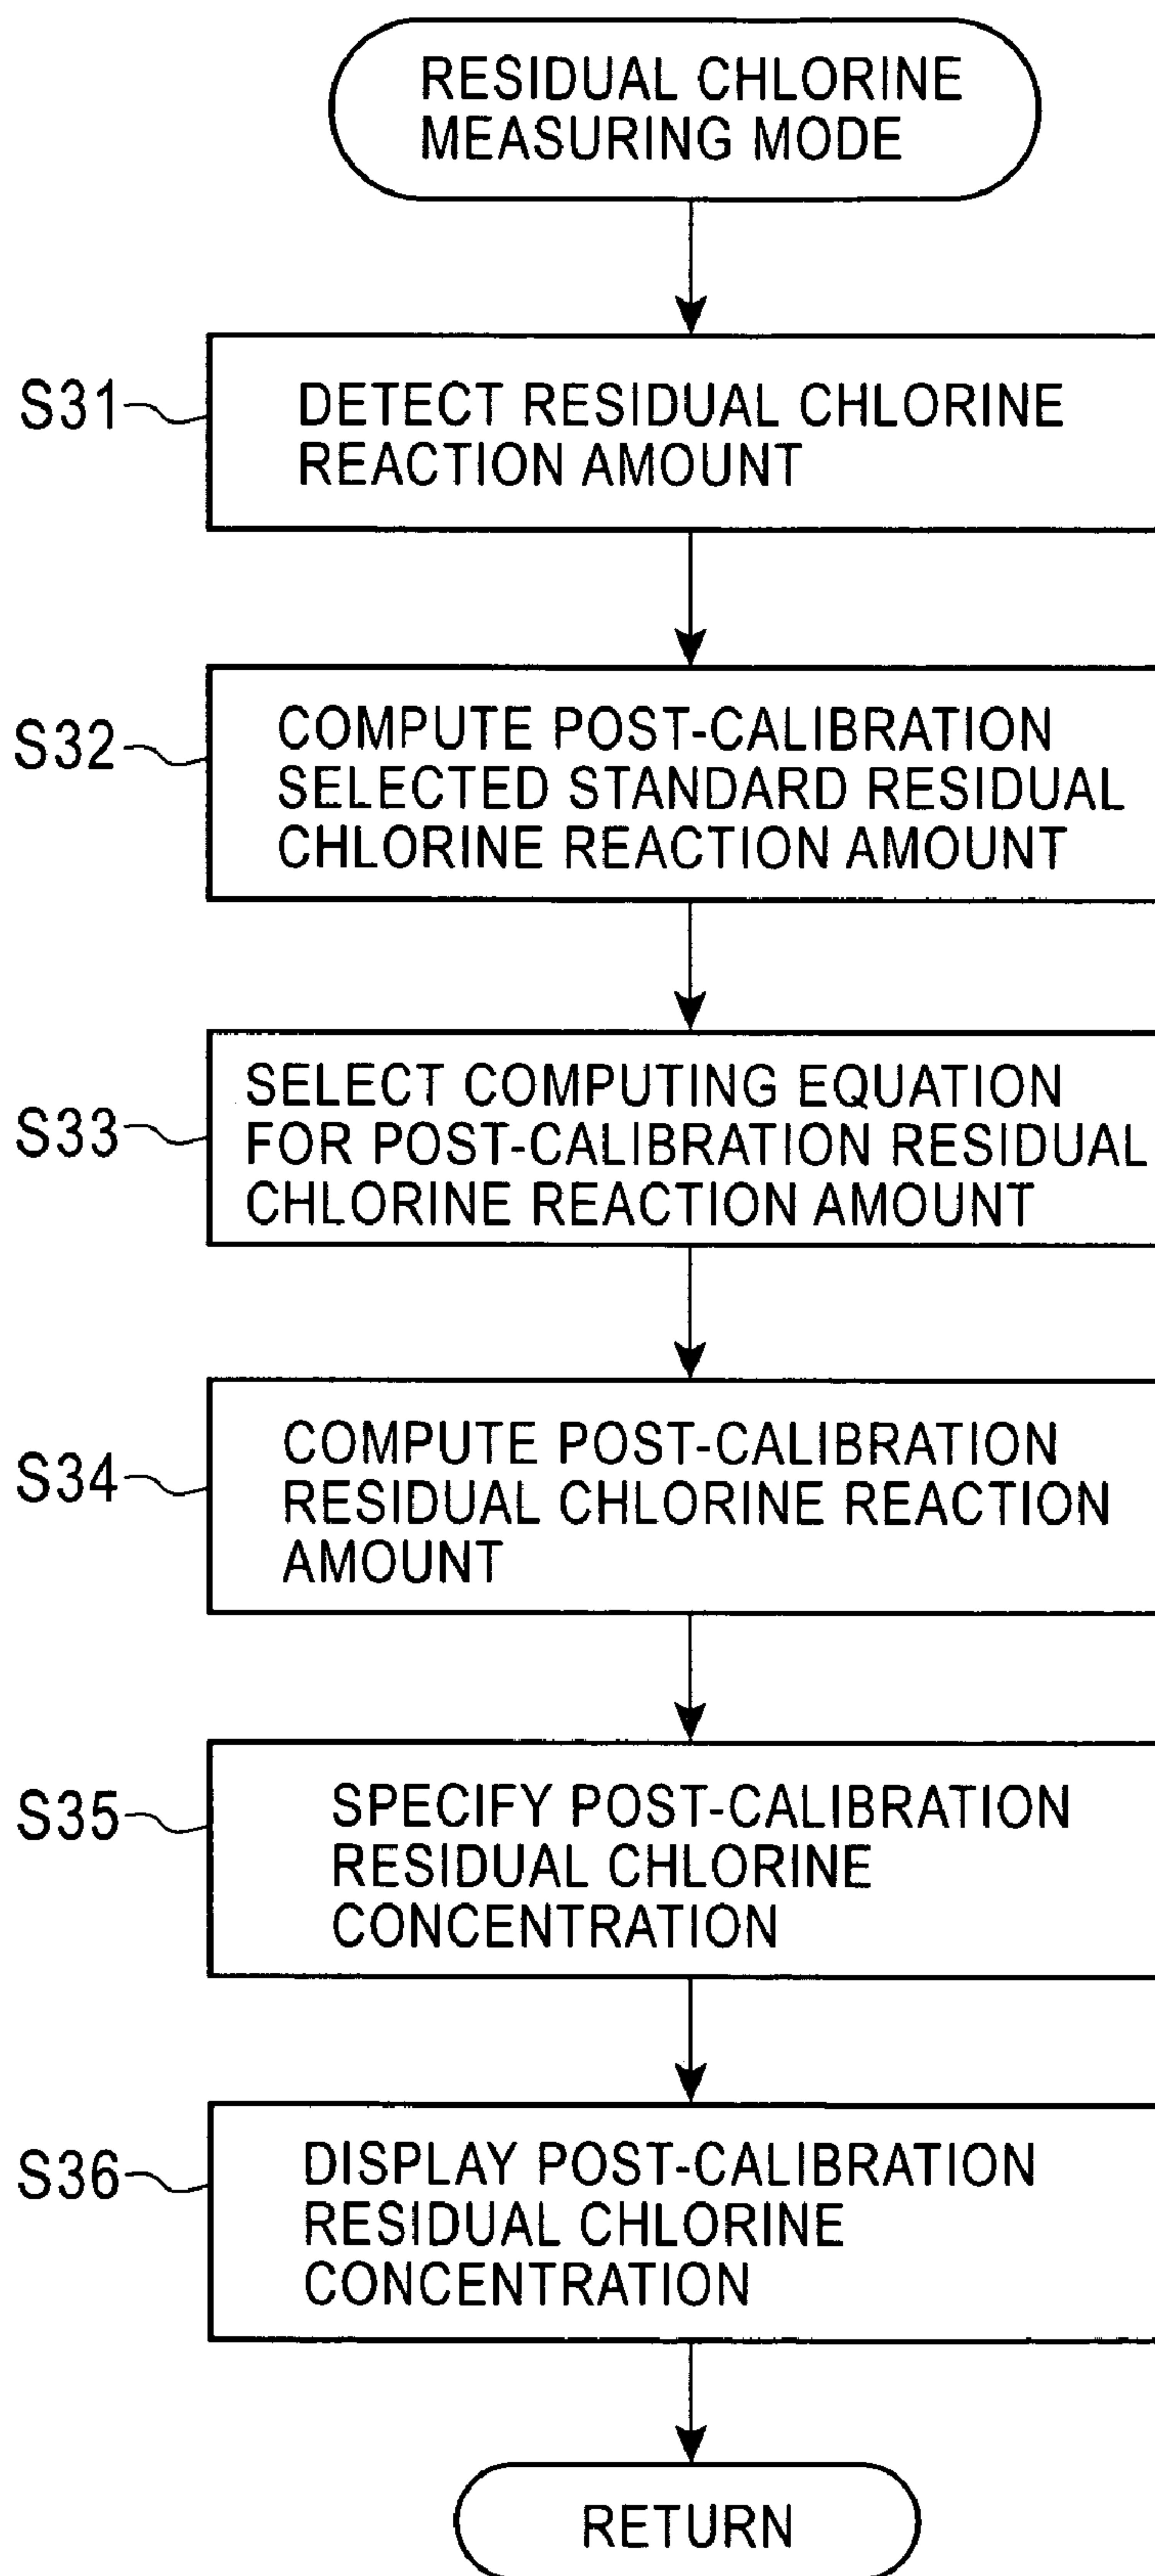 RESIDUAL CHLORINE
MEASURING MODE
S31
DETECT RESIDUAL CHLORINE
REACTION AMOUNT
S32
COMPUTE POST-CALIBRATION
SELECTED STANDARD RESIDUAL
CHLORINE REACTION AMOUNT
S33
SELECT COMPUTING EQUATION
FOR POST-CALIBRATION RESIDUAL
CHLORINE REACTION AMOUNT
S34
COMPUTE POST-CALIBRATION
RESIDUAL CHLORINE REACTION
AMOUNT
S35
SPECIFY POST-CALIBRATION
RESIDUAL CHLORINE
CONCENTRATION
S36
DISPLAY POST-CALIBRATION
RESIDUAL CHLORINE
CONCENTRATION
RETURN